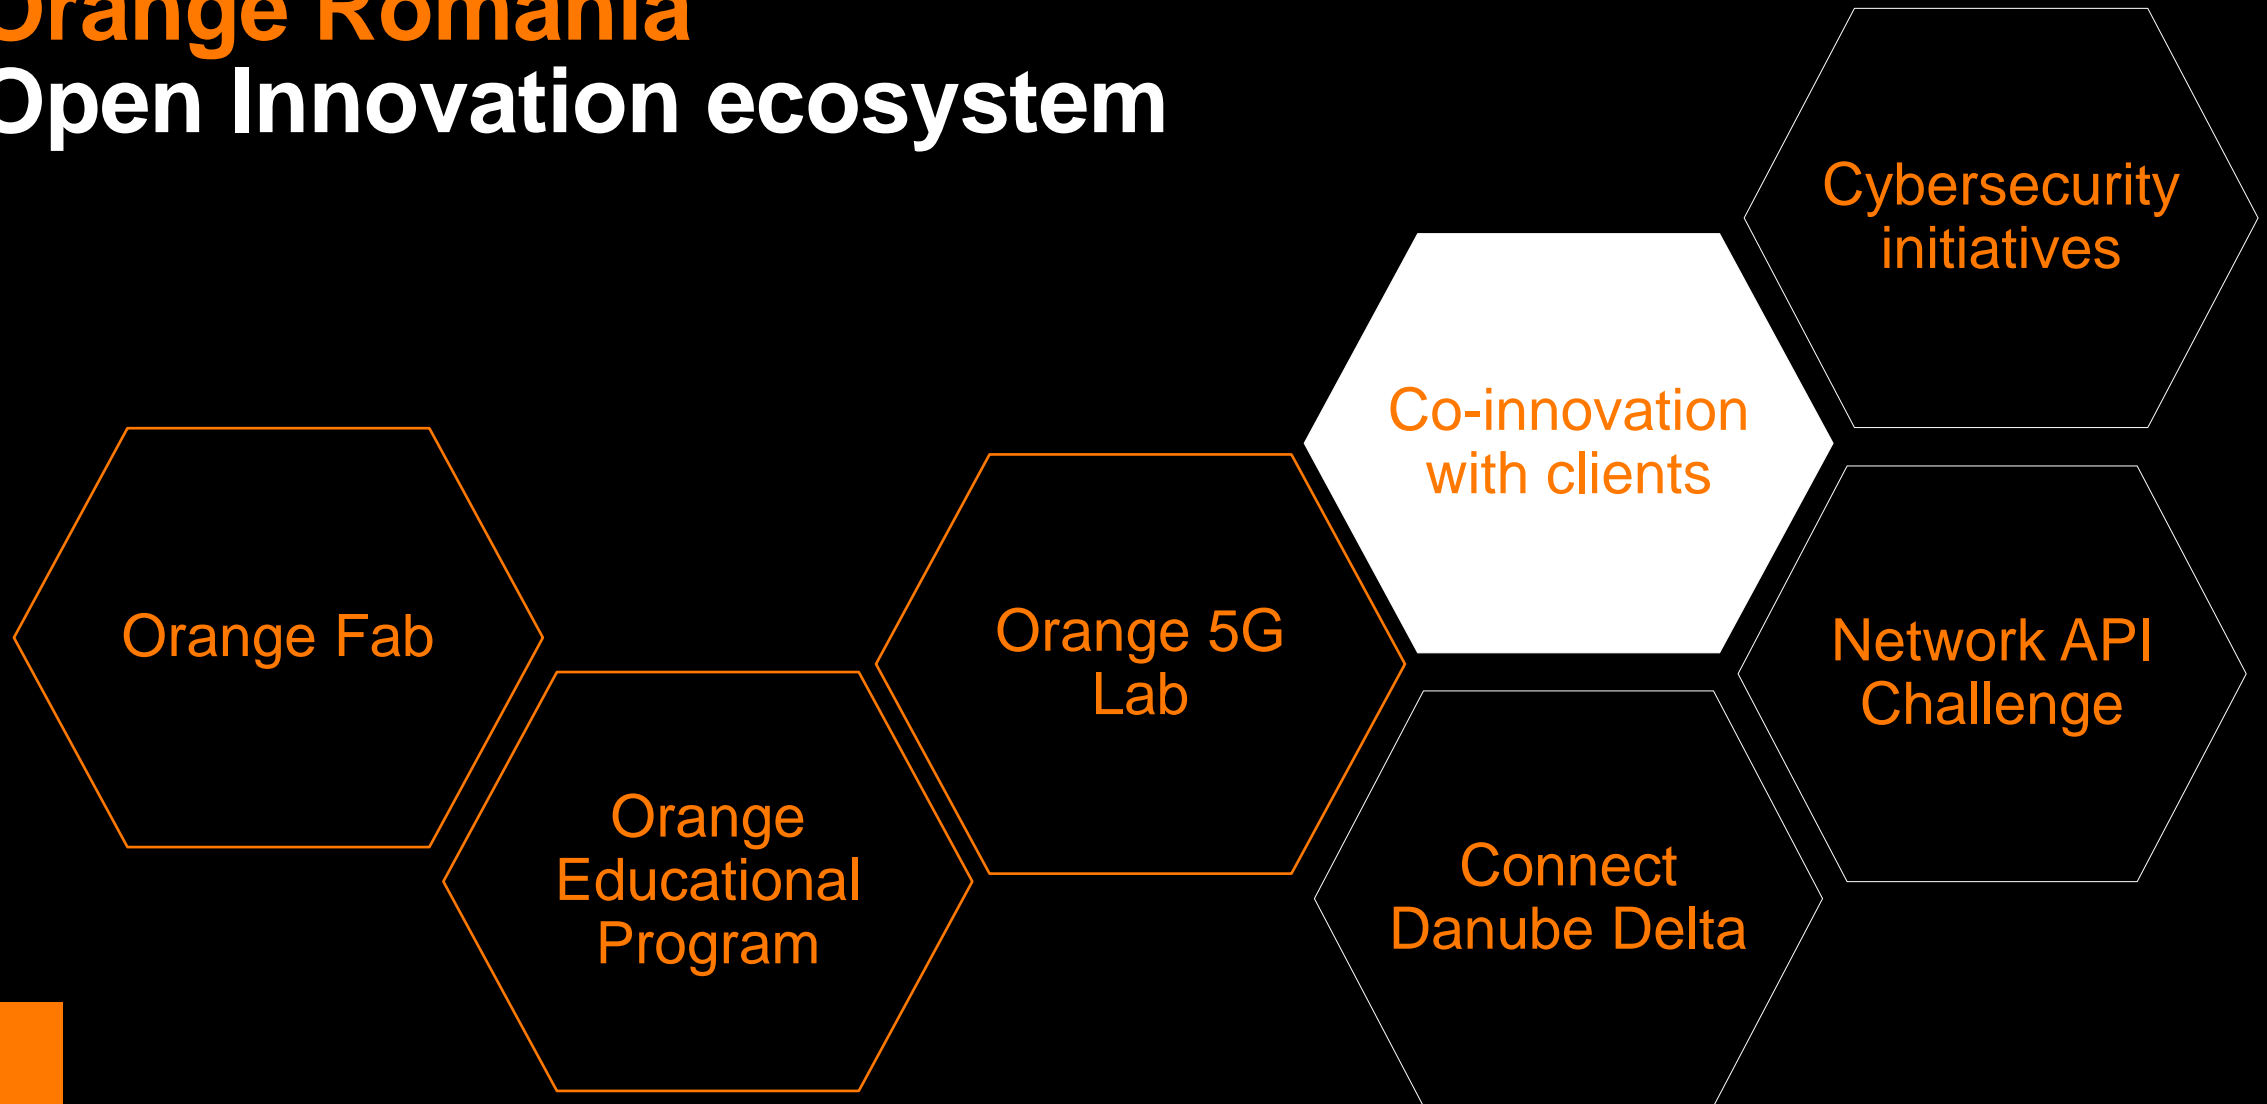 Orange Romania
Open Innovation ecosystem
Cybersecurity
initiatives
Co-innovation
with clients
Orange Fab
Orange 5G
Lab
Network API
Challenge
Orange
Educational
Program
Connect
Danube Delta